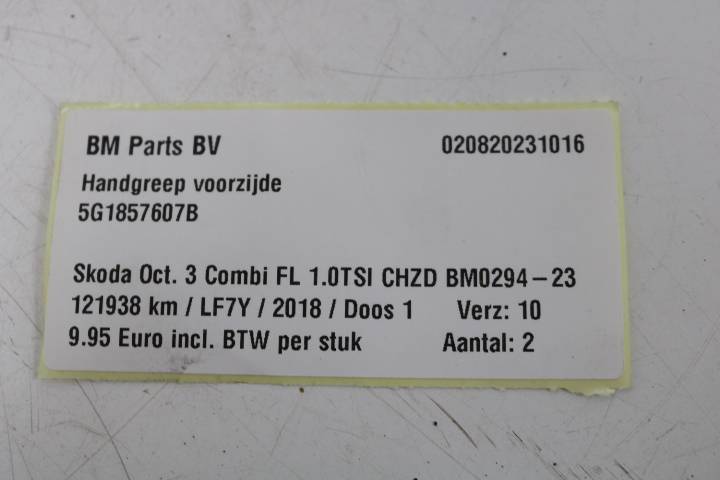 BM Parts BV 020820231016
Handgreep voorzijde
5G1857607B
Skoda Oct. 3 Combi FL 1.0TSI CHZD BM0294-23
121938 km / LF7Y / 2018 / Doos 1 Verz: 10
9.95 Euro incl. BTW per stuk Aantal: 2